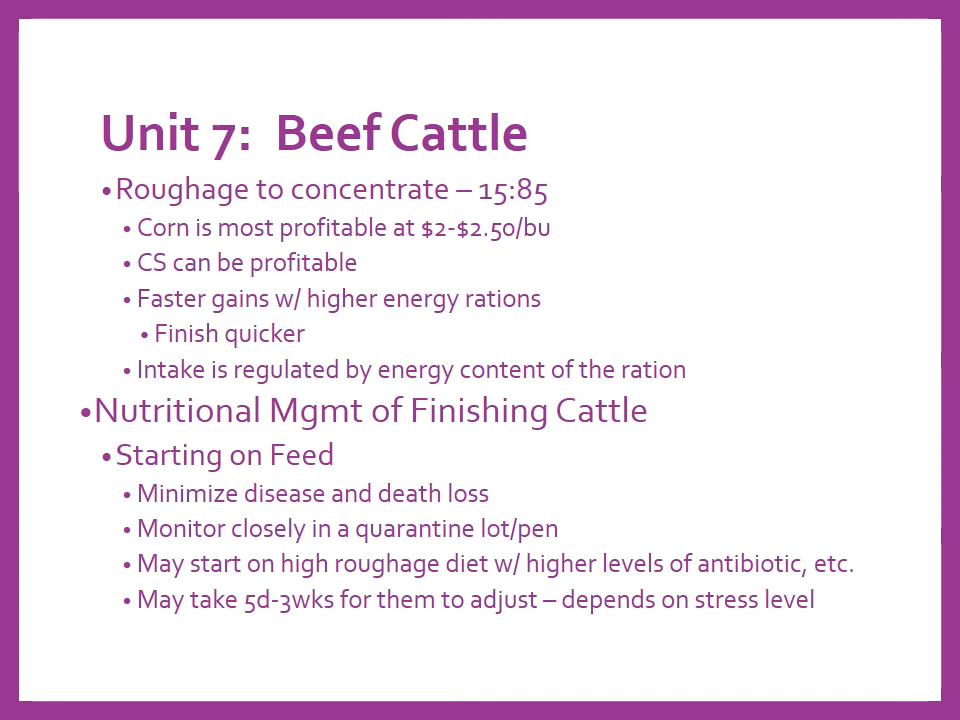 Unit 7:  Beef Cattle
•Roughage to concentrate – 15:85
• Corn is most profitable at $2-$2.50/bu
• CS can be profitable
• Faster gains w/ higher energy rations
• Finish quicker
• Intake is regulated by energy content of the ration
•Nutritional Mgmt of Finishing Cattle
•Starting on Feed
• Minimize disease and death loss
• Monitor closely in a quarantine lot/pen
• May start on high roughage diet w/ higher levels of antibiotic, etc.
• May take 5d-3wks for them to adjust – depends on stress level